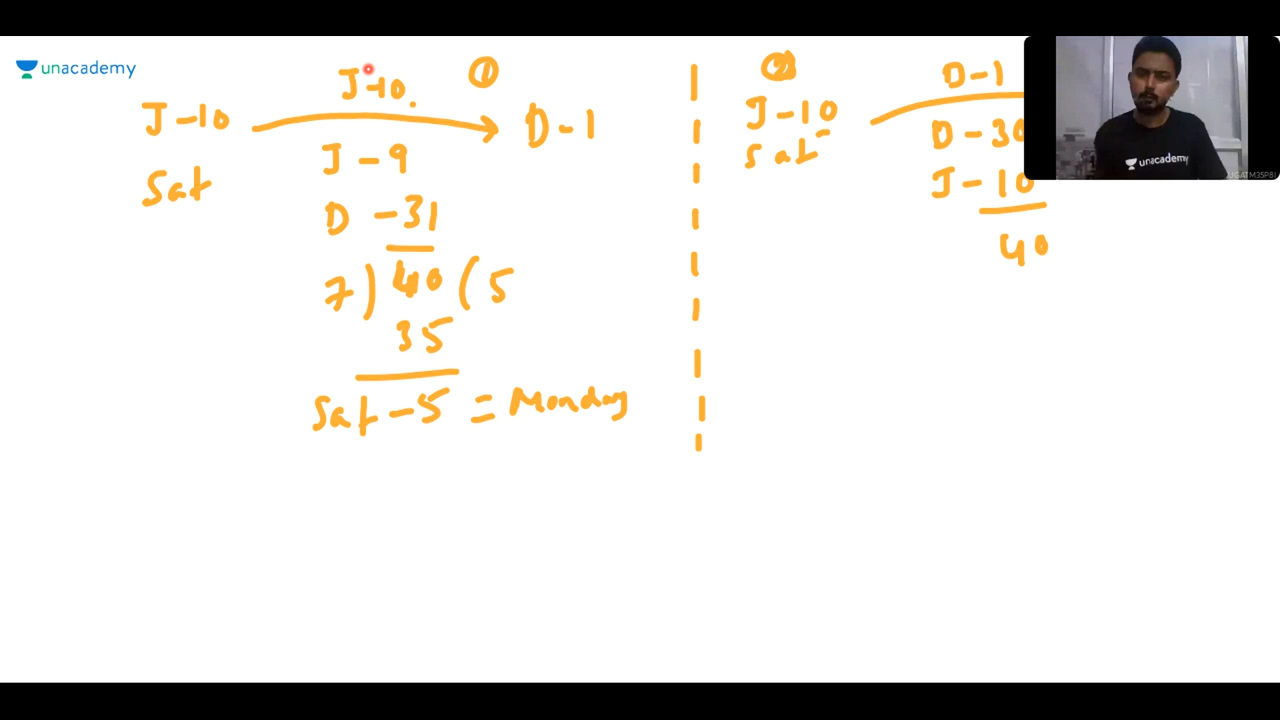 unacademy
J-10 ①
J-10 → D-1
Sat
J-9
D-31
7) 40 (5
35
Sat-5 = Monday
②
D-1
J-10
Sat
D-30
J-10
40
unacademy